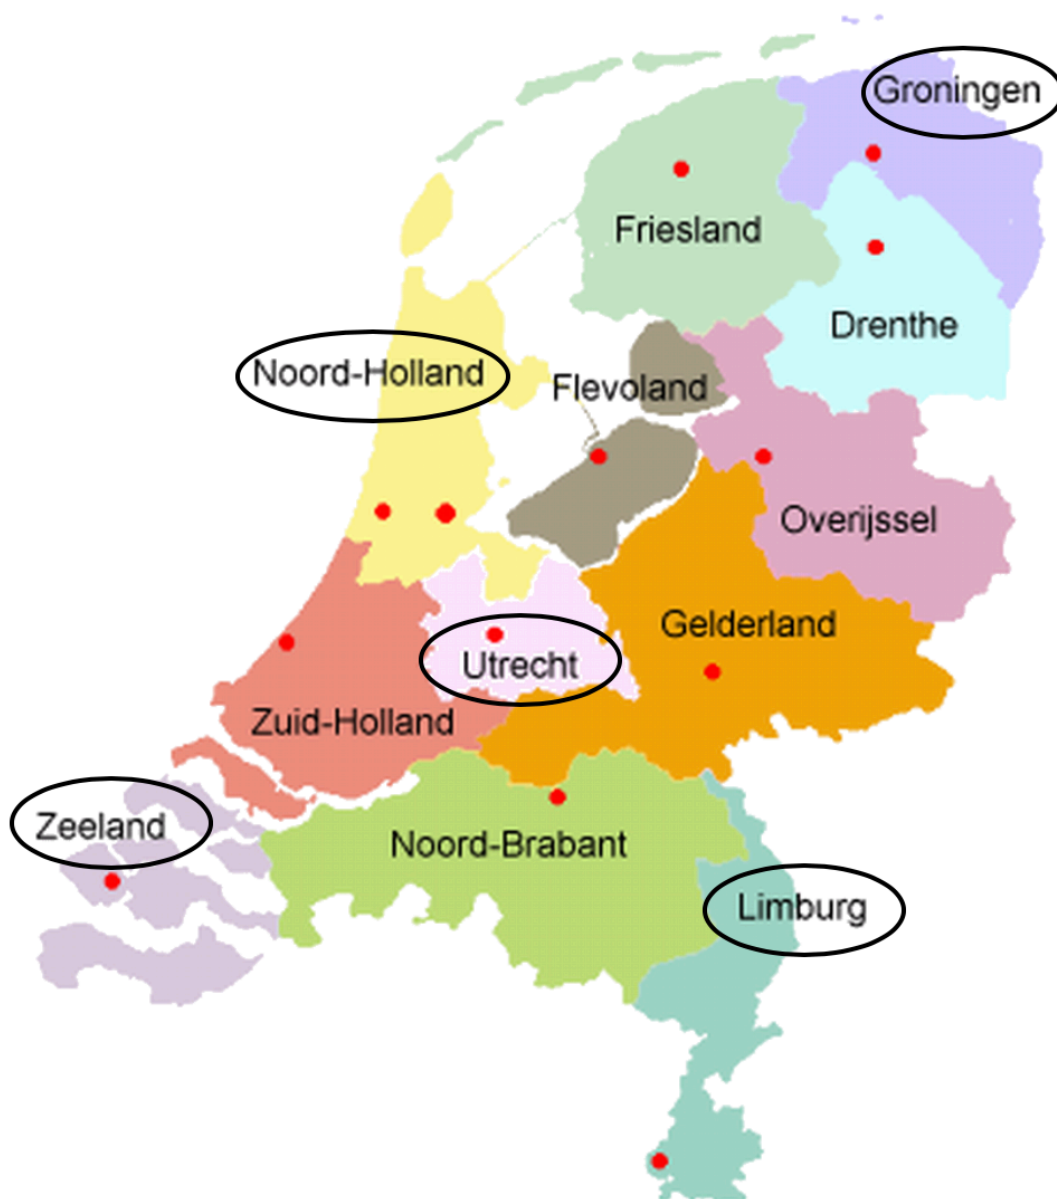 Groningen
Friesland
Drenthe
Noord-Holland
Flevoland
Overijssel
Gelderland
Utrecht
Zuid-Holland
Zeeland
Noord-Brabant
Limburg